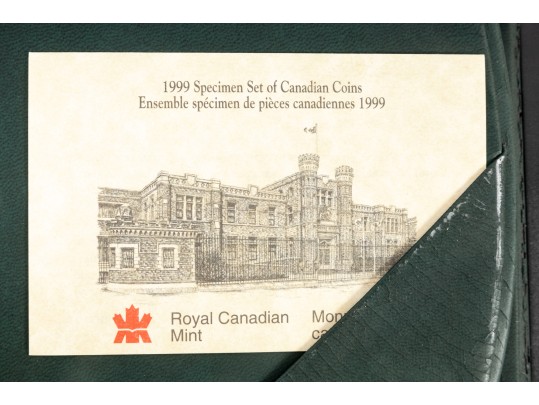 1999 Specimen Set of Canadian Coins
Ensemble spécimen de pièces canadiennes 1999
Royal Canadian
Mint